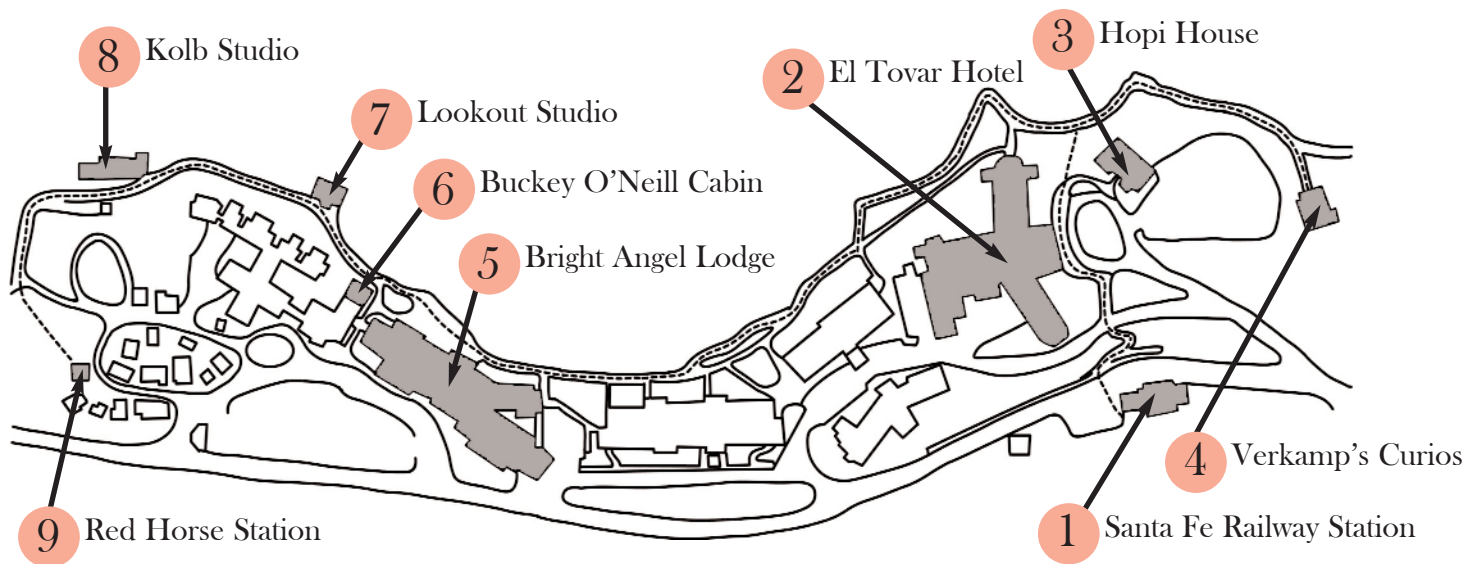 8 Kolb Studio
3 Hopi House
2 El Tovar Hotel
7 Lookout Studio
6 Buckey O’Neill Cabin
5 Bright Angel Lodge
4 Verkamp’s Curios
9 Red Horse Station
1 Santa Fe Railway Station